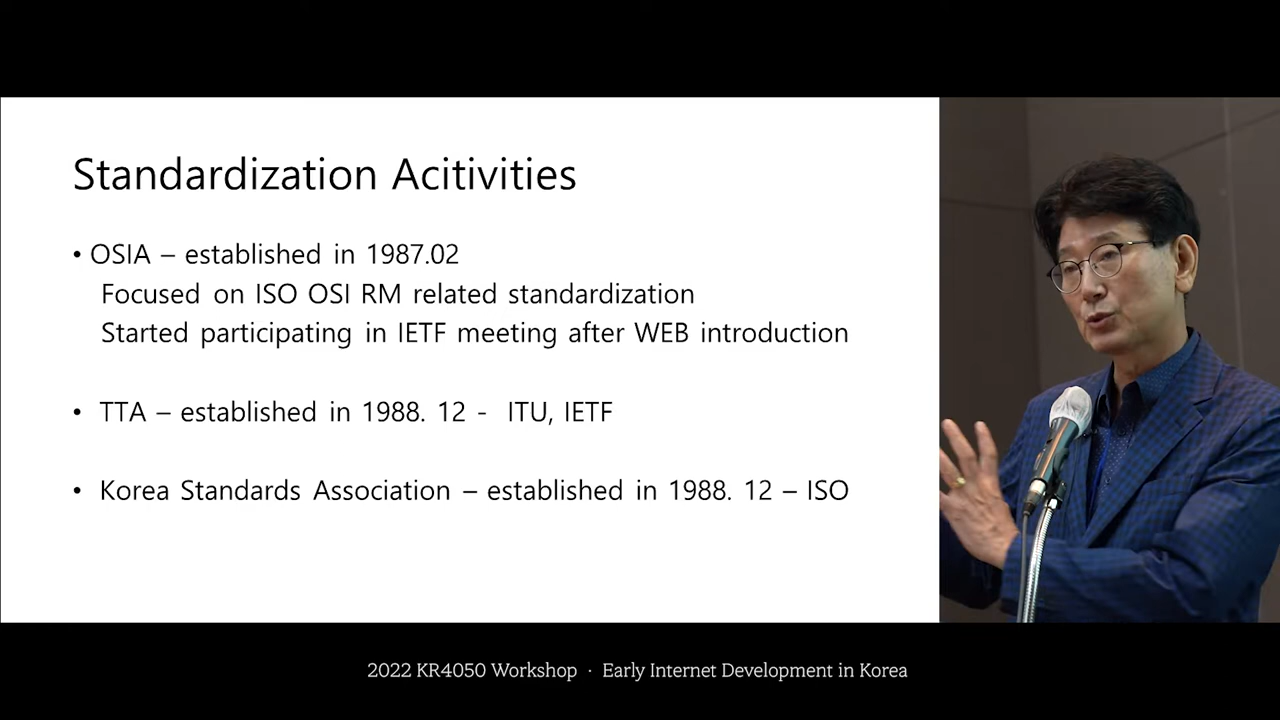 Standardization Acitivities
• OSIA – established in 1987.02
Focused on ISO OSI RM related standardization
Started participating in IETF meeting after WEB introduction
• TTA – established in 1988. 12 - ITU, IETF
• Korea Standards Association – established in 1988. 12 – ISO
2022 KR4050 Workshop · Early Internet Development in Korea